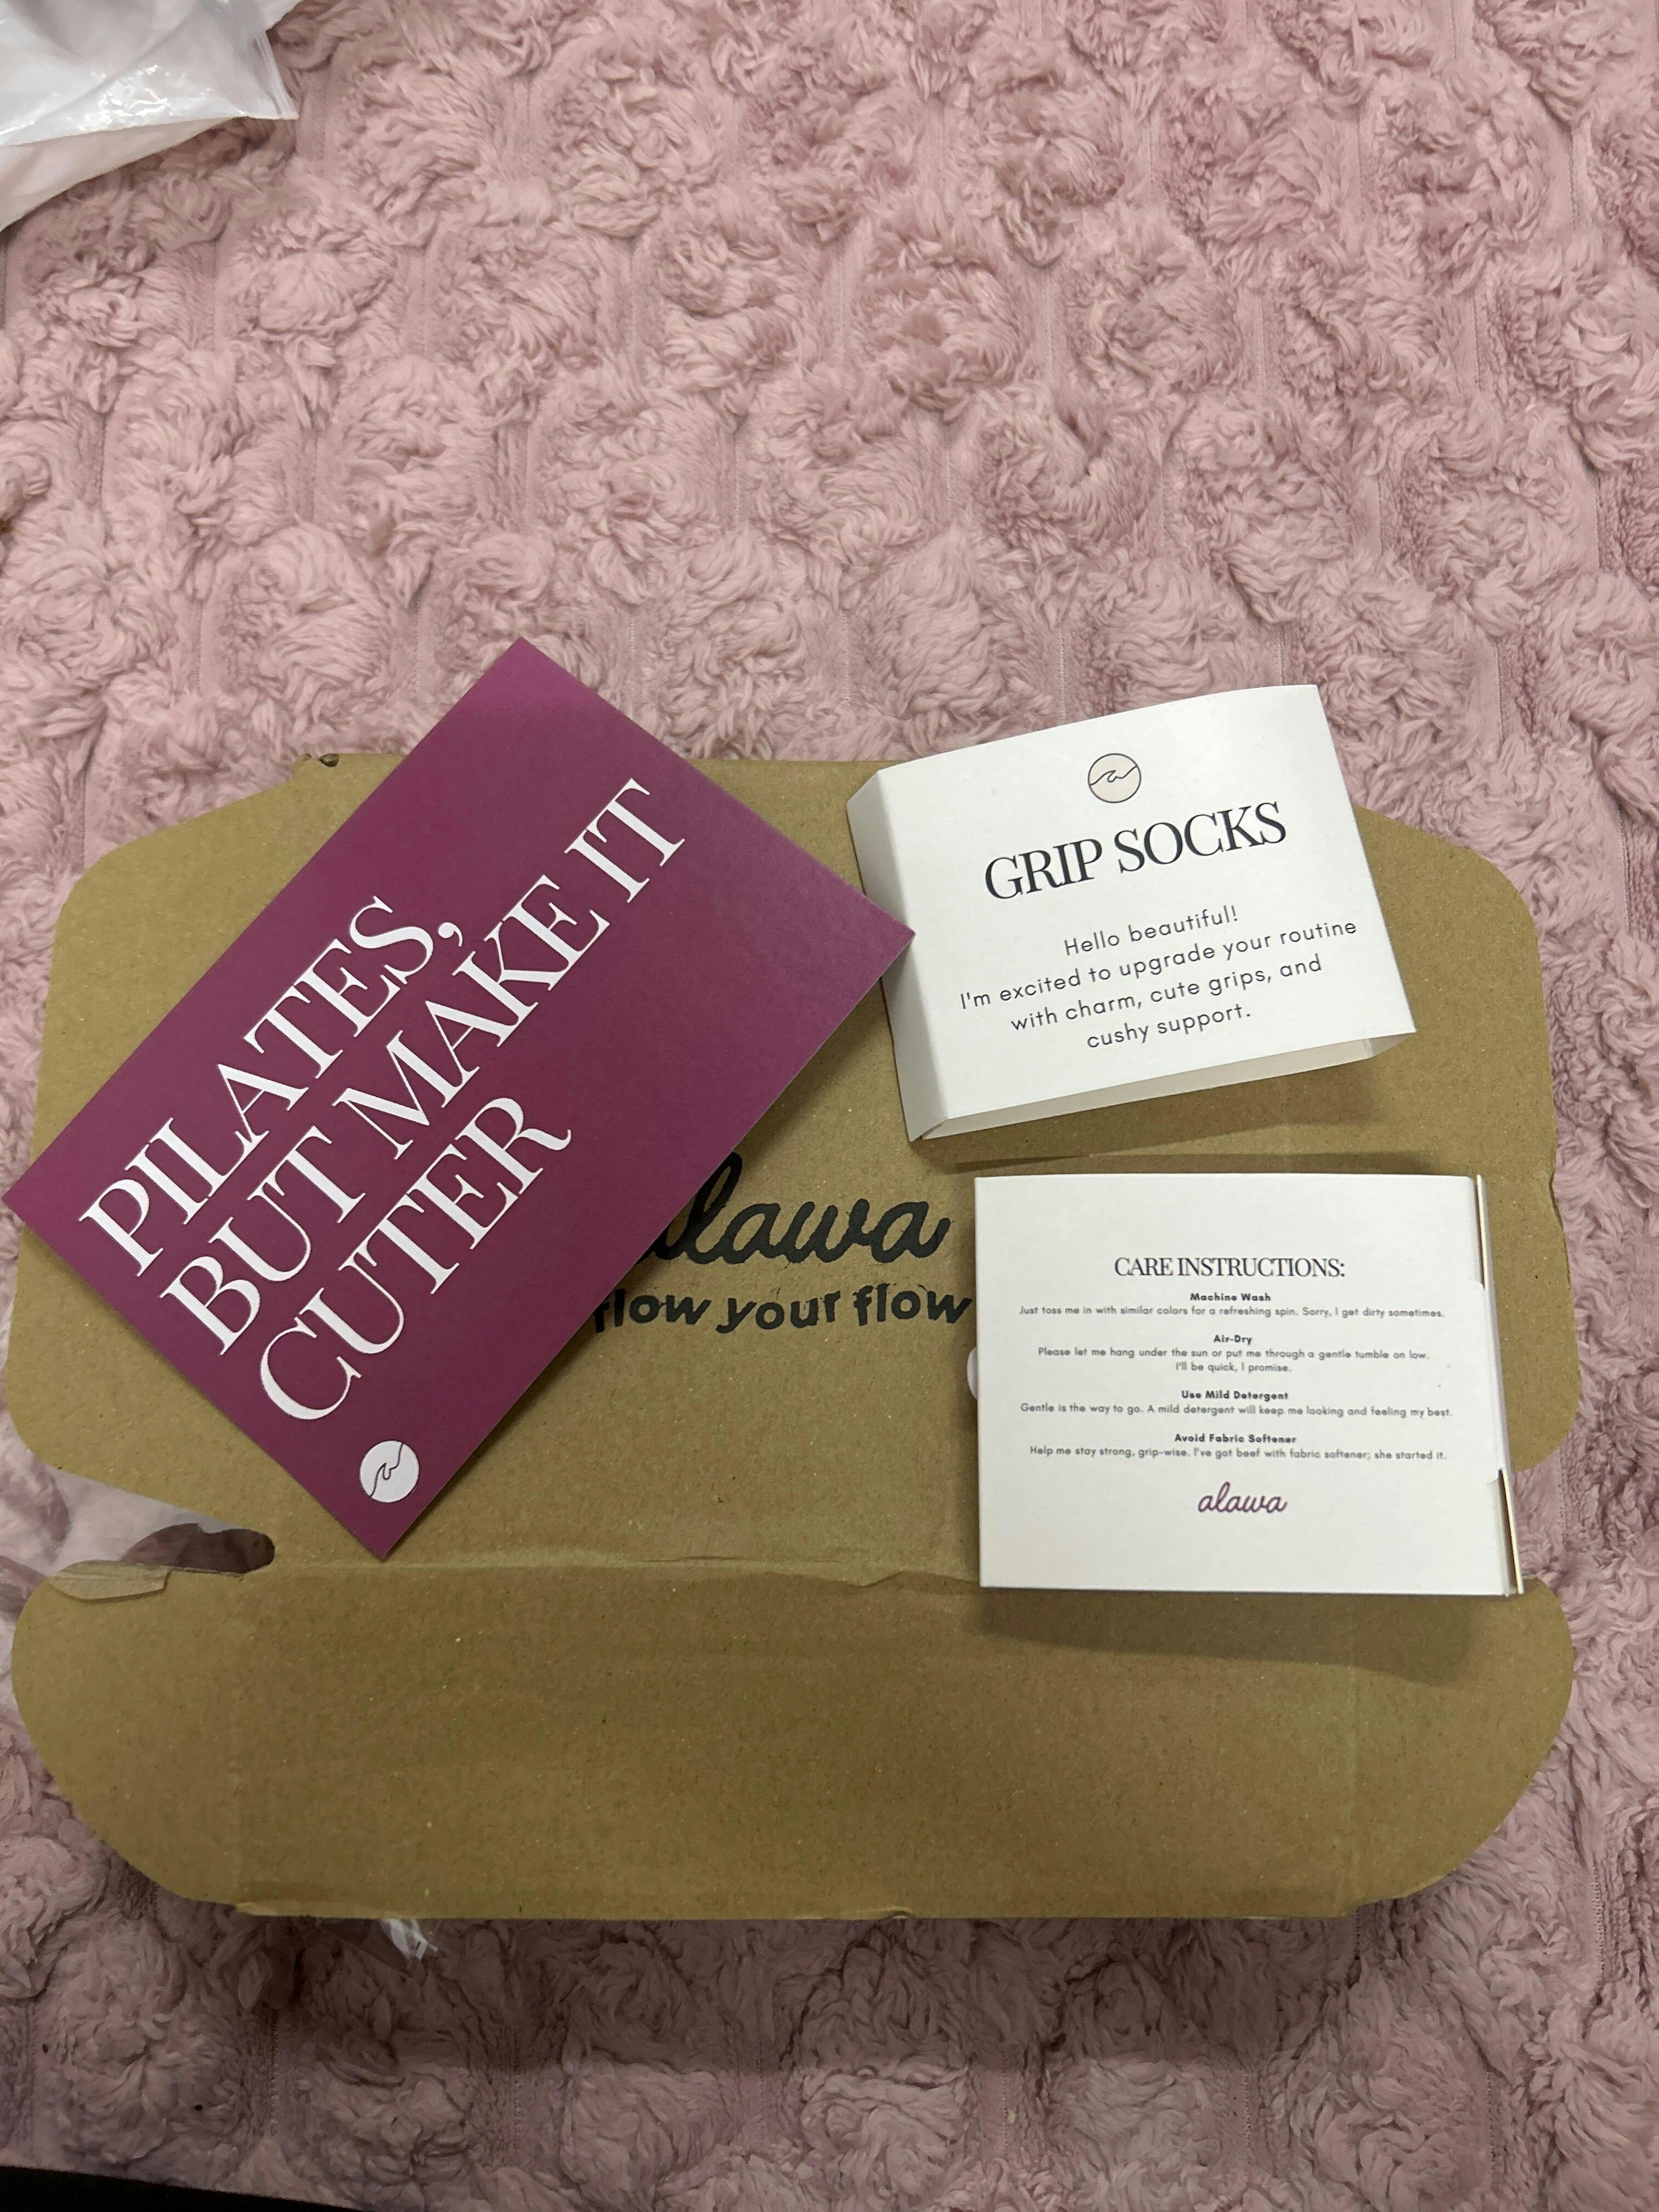 PILATES,
BUT MAKE IT
CUTER
GRIP SOCKS
Hello beautiful!
I'm excited to upgrade your routine
with charm, cute grips, and
cushy support.
alawa
flow your flow
CARE INSTRUCTIONS:
Machine Wash
Just toss me in with similar colors for a refreshing spin. Sorry, I get dirty sometimes.
Air-Dry
Please let me hang under the sun or put me through a gentle tumble on low.
I'll be quick, I promise.
Use Mild Detergent
Gentle is the way to go. A mild detergent will keep me looking and feeling my best.
Avoid Fabric Softener
Help me stay strong, grip-wise. I've got beef with fabric softener; she started it.
alawa